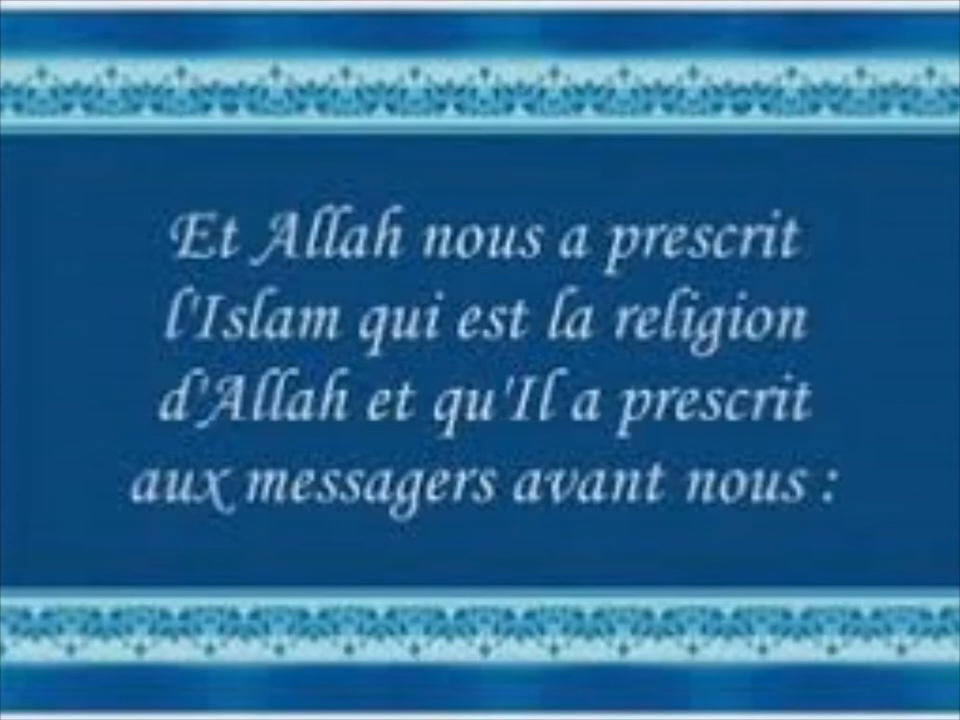 Et Allah nous a prescrit
l'Islam qui est la religion
d'Allah et qu'Il a prescrit
aux messagers avant nous :